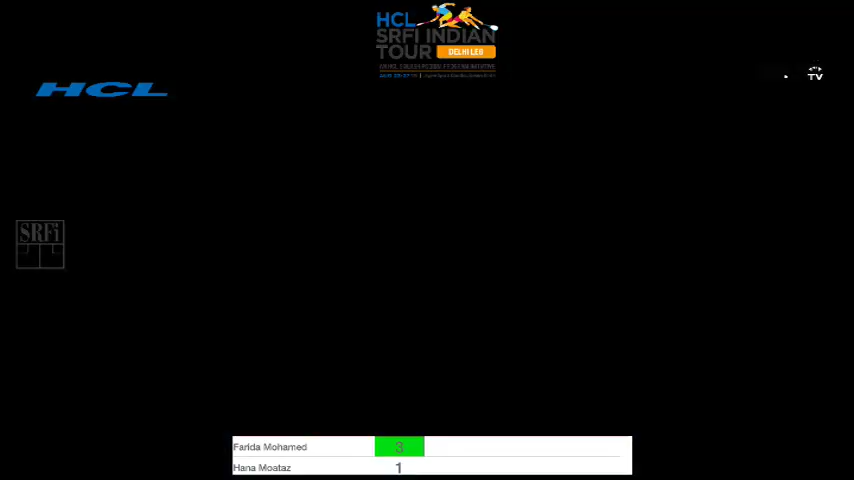 HCL
SRFI INDIAN
TOUR DELHI LEG
HCL
TV
SRFi
Farida Mohamed 3
Hana Moataz 1